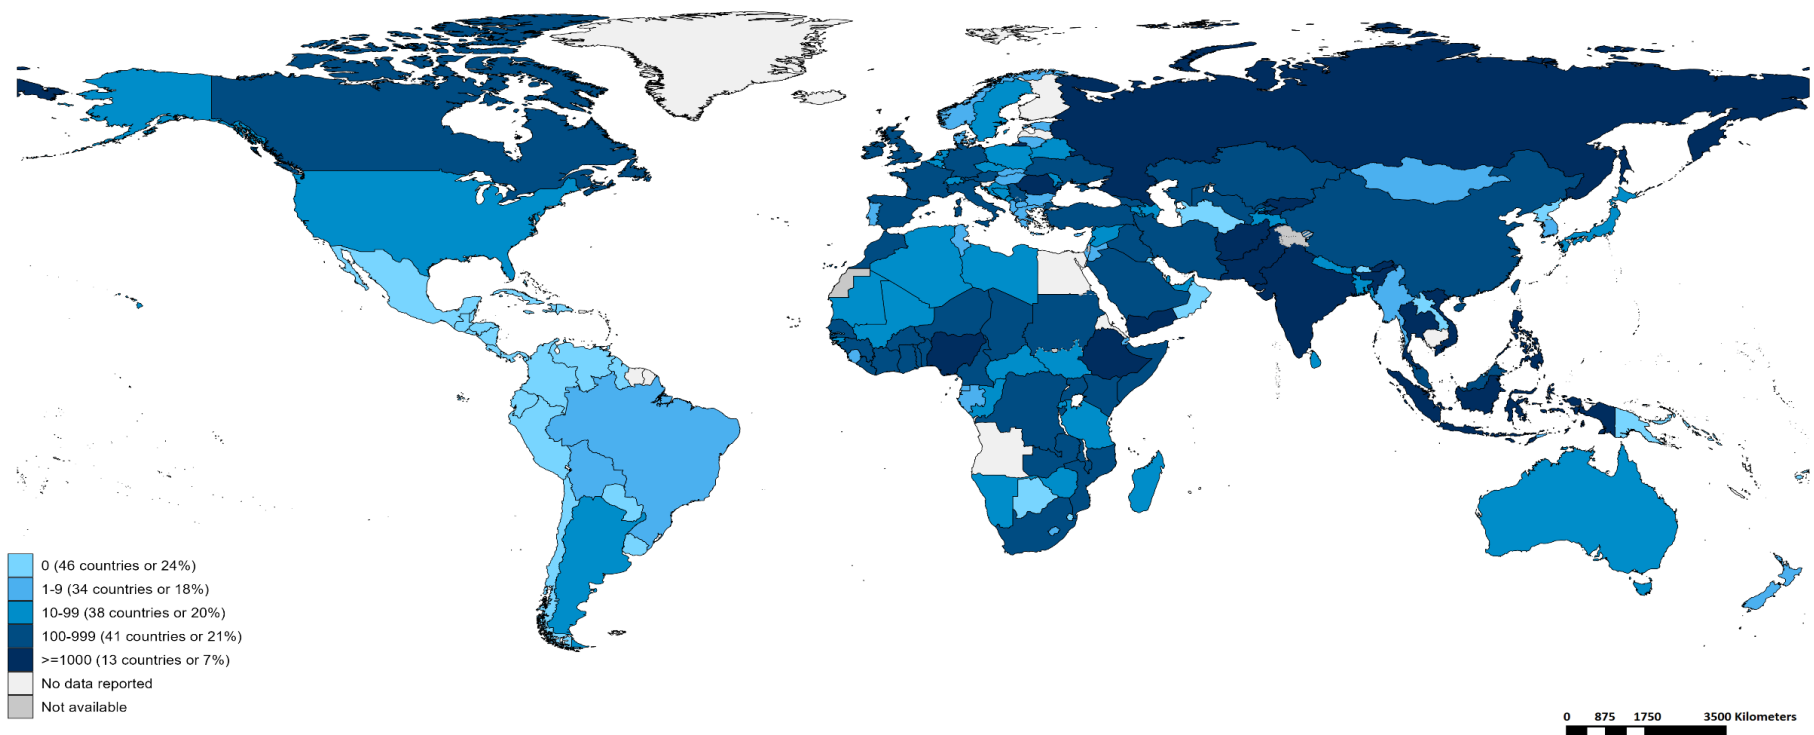 0 (46 countries or 24%)
1-9 (34 countries or 18%)
10-99 (38 countries or 20%)
100-999 (41 countries or 21%)
>=1000 (13 countries or 7%)
No data reported
Not available
0 875 1750 3500 Kilometers